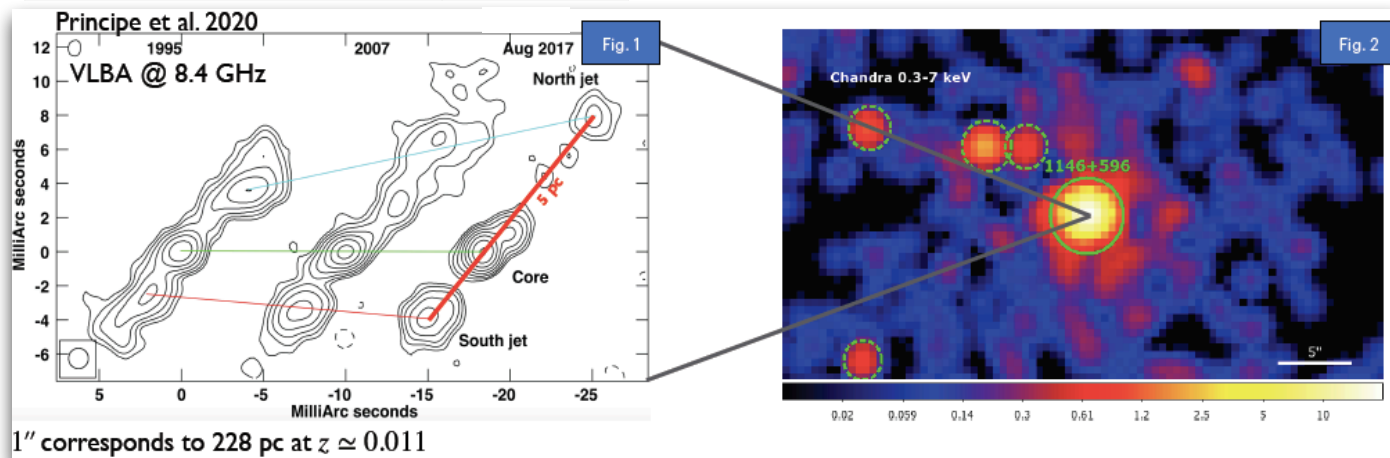 Principe et al. 2020
1995 2007 Aug 2017
VLBA @ 8.4 GHz
Fig. 1
North jet
5 pc
Core
South jet
MilliArc seconds
12
10
8
6
4
2
0
-2
-4
-6
5 0 -5 -10 -15 -20 -25
MilliArc seconds
1" corresponds to 228 pc at z ≃ 0.011
Fig. 2
Chandra 0.3-7 keV
1146+596
5"
0.02 0.059 0.14 0.3 0.61 1.2 2.5 5 10